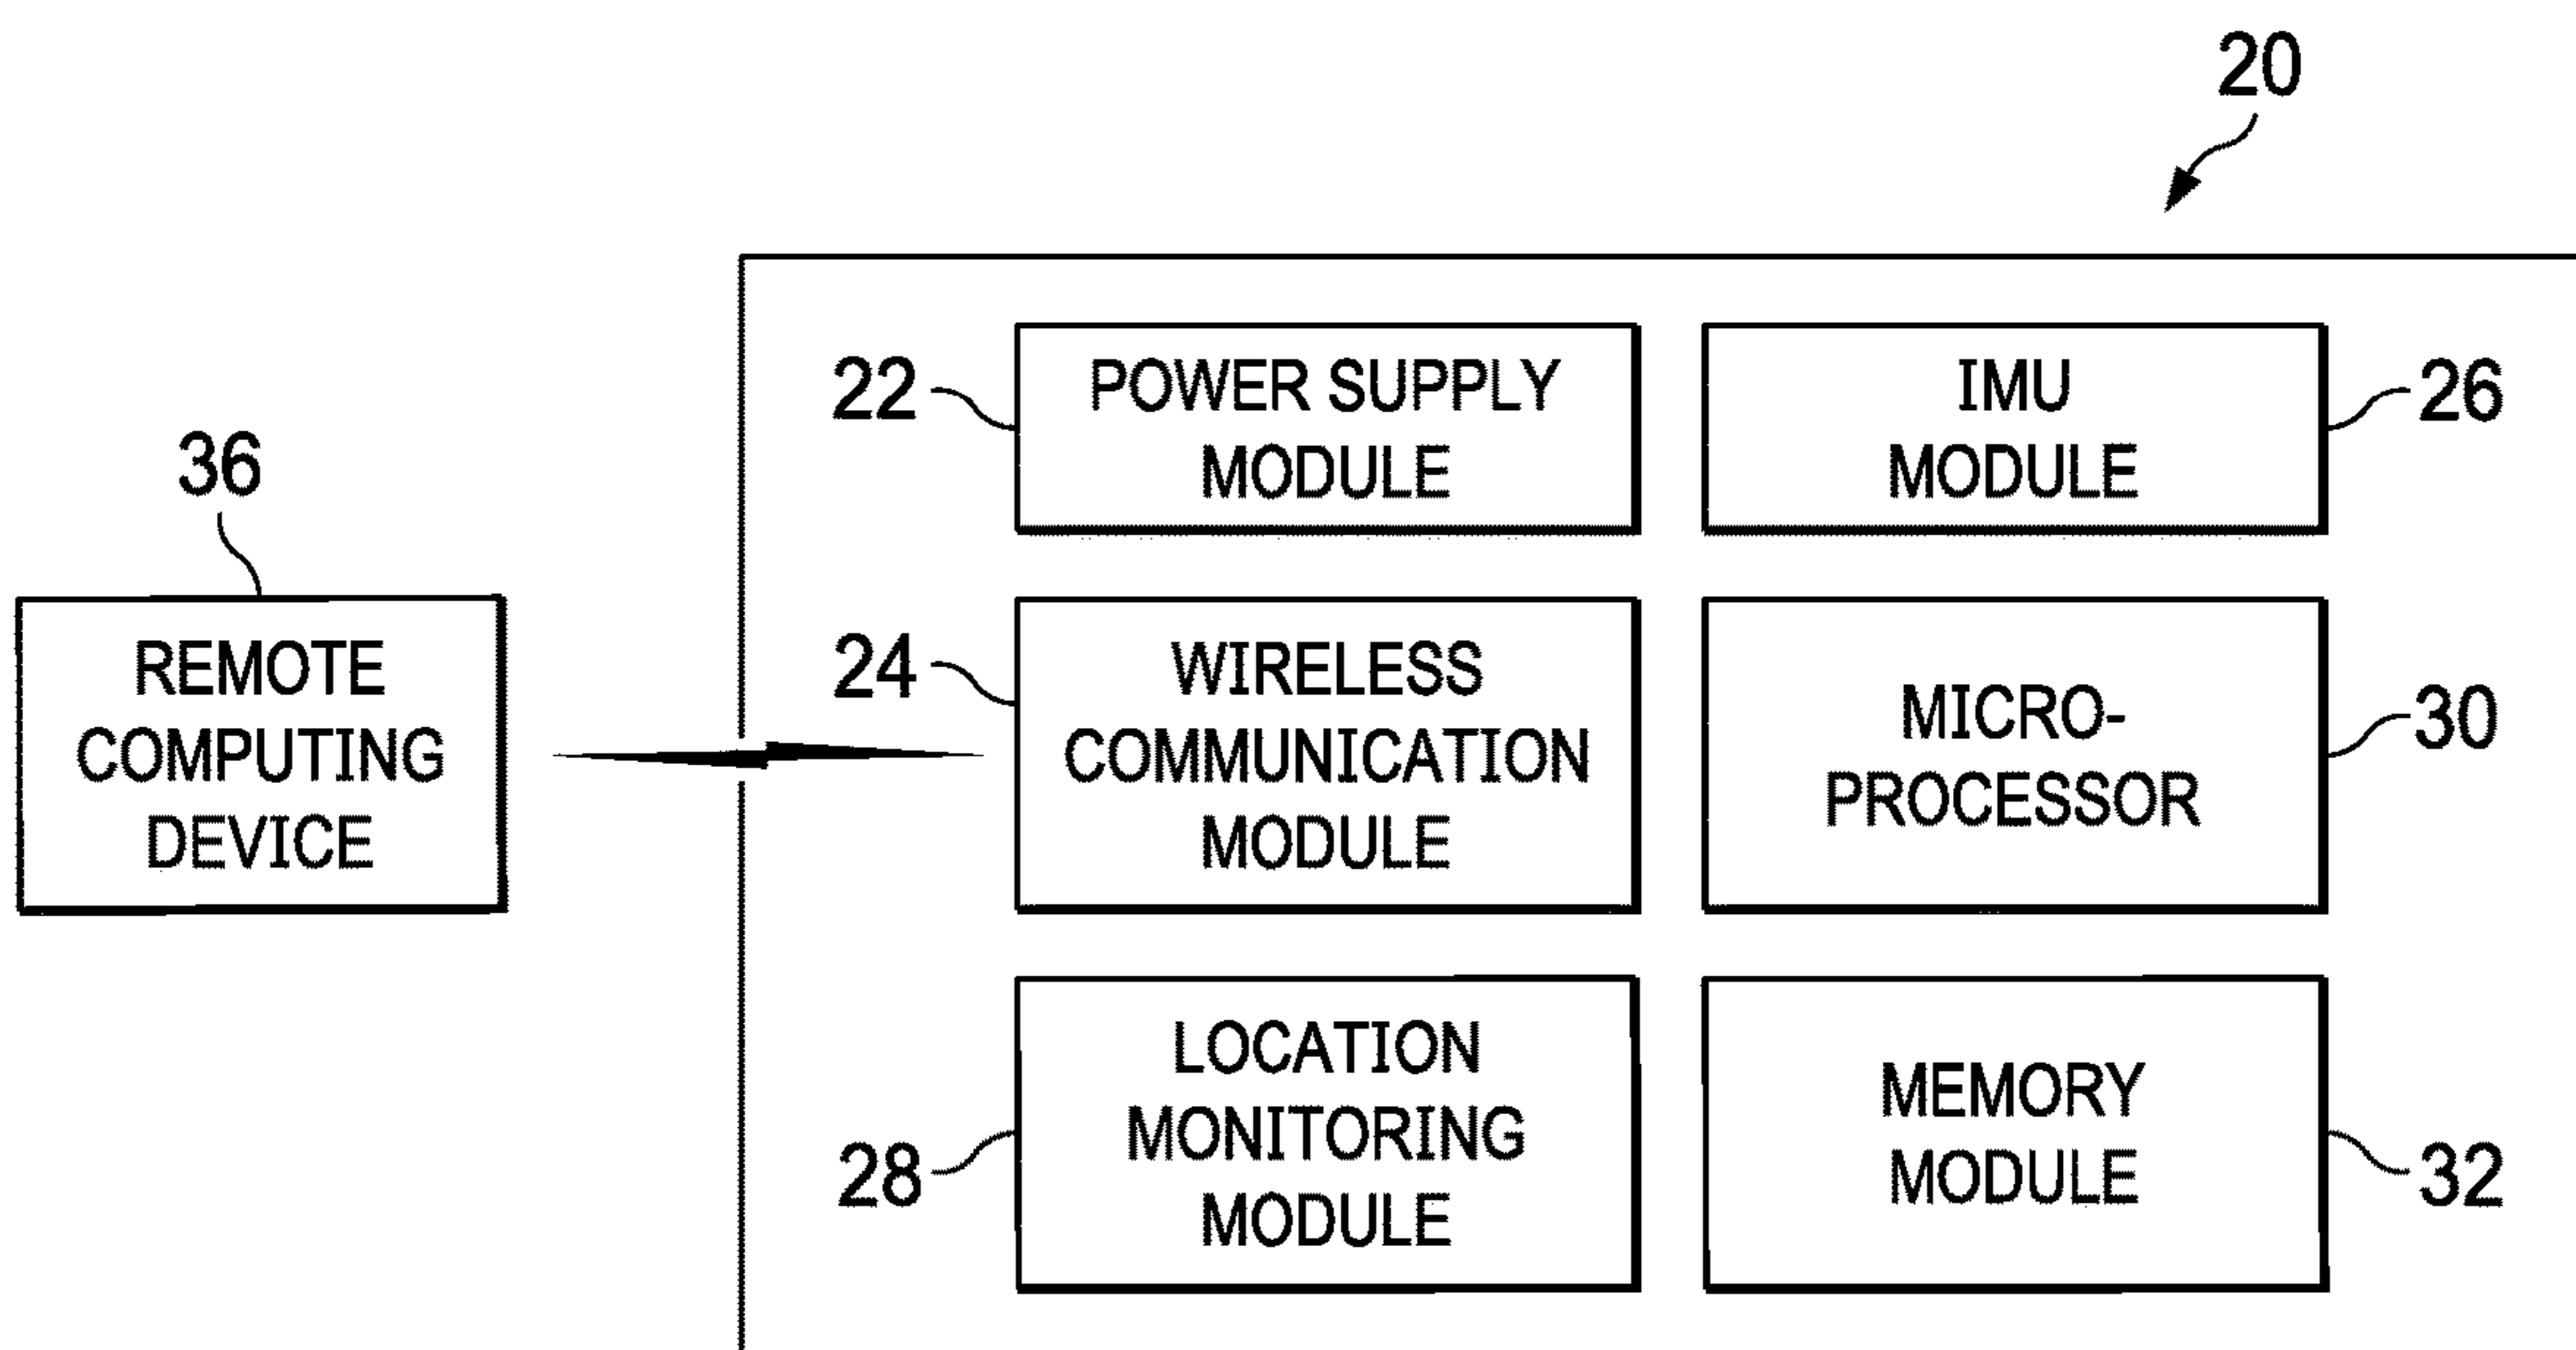 20
22
POWER SUPPLY
MODULE
IMU
MODULE
26
36
REMOTE
COMPUTING
DEVICE
24
WIRELESS
COMMUNICATION
MODULE
MICRO-
PROCESSOR
30
28
LOCATION
MONITORING
MODULE
MEMORY
MODULE
32